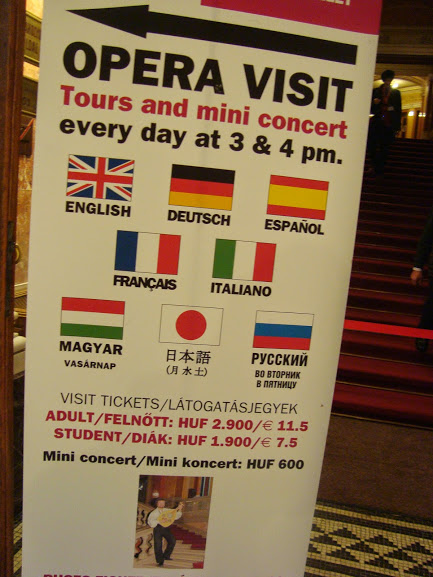 OPERA VISIT
Tours and mini concert
every day at 3 & 4 pm.
ENGLISH DEUTSCH ESPAÑOL
FRANÇAIS ITALIANO
MAGYAR 日本語 РУССКИЙ
VASÁRNAP (月 水 土) ВО ВТОРНИК
В ПЯТНИЦУ
VISIT TICKETS/LÁTOGATÁSJEGYEK
ADULT/FELNŐTT: HUF 2.900/€ 11.5
STUDENT/DIÁK: HUF 1.900/€ 7.5
Mini concert/Mini koncert: HUF 600